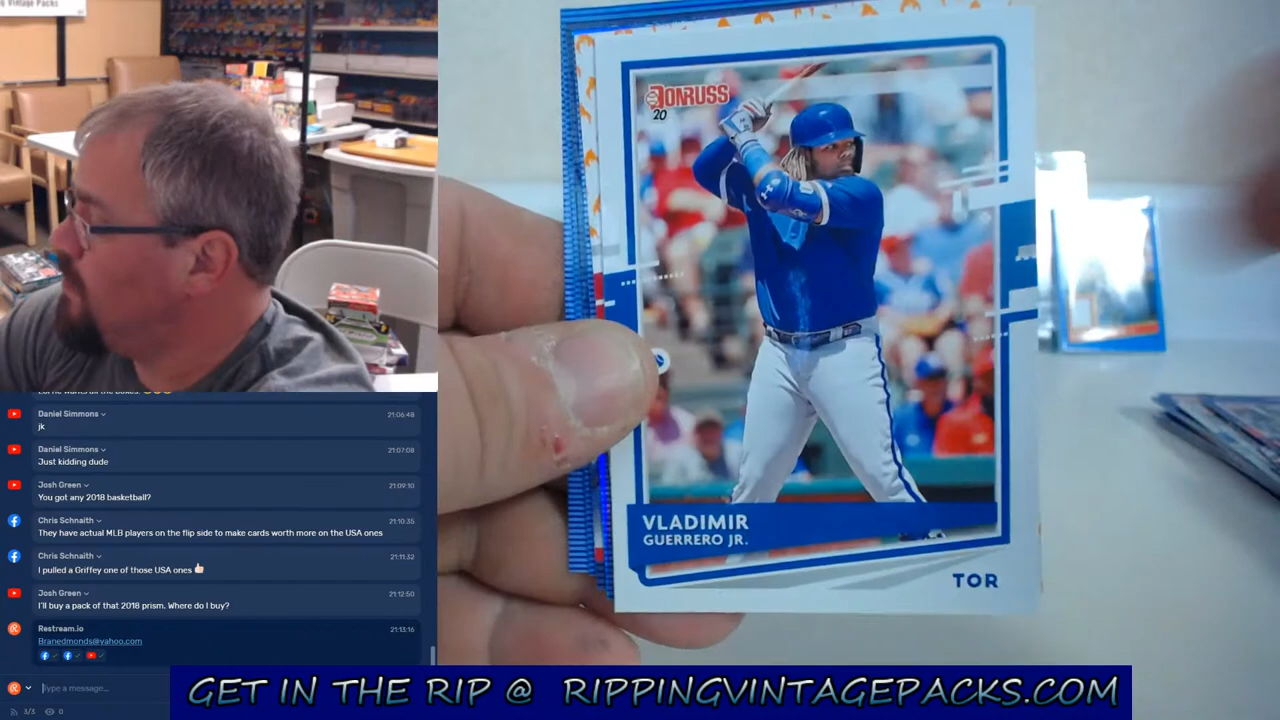 Vintage Packs
DONRUSS
20
VLADIMIR
GUERRERO JR.
TOR
Daniel Simmons
21:06:48
jk
Daniel Simmons
21:07:08
Just kidding dude
Josh Green
21:09:10
You got any 2018 basketball?
Chris Schnaith
21:10:35
They have actual MLB players on the flip side to make cards worth more on the USA ones
Chris Schnaith
21:11:32
I pulled a Griffey one of those USA ones
Josh Green
21:12:50
I'll buy a pack of that 2018 prism. Where do I buy?
Restream.io
21:13:16
Branedmonds@yahoo.com
Type a message...
3/3 0
GET IN THE RIP @ RIPPINGVINTAGEPACKS.COM